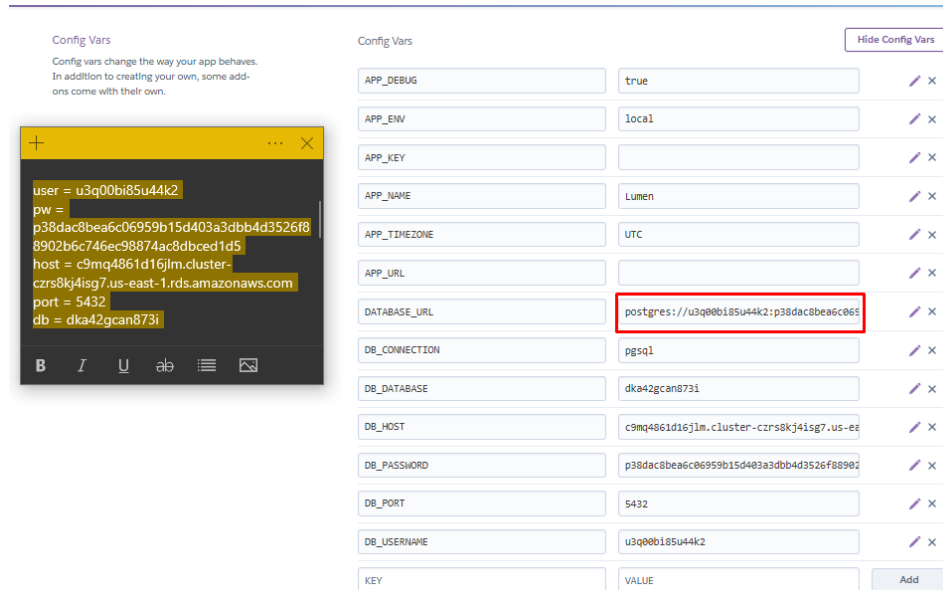 Config Vars
Config vars change the way your app behaves.
In addition to creating your own, some add-
ons come with their own.
user = u3q00bi85u44k2
pw =
p38dac8bea6c06959b15d403a3dbb4d3526f8
8902b6c746ec98874ac8dbced1d5
host = c9mq4861d16jlm.cluster-
czrs8kj4isg7.us-east-1.rds.amazonaws.com
port = 5432
db = dka42gcan873i
B I U ab
Config Vars
Hide Config Vars
APP_DEBUG true
APP_ENV local
APP_KEY
APP_NAME Lumen
APP_TIMEZONE UTC
APP_URL
DATABASE_URL postgres://u3q00bi85u44k2:p38dac8bea6c069
DB_CONNECTION pgsql
DB_DATABASE dka42gcan873i
DB_HOST c9mq4861d16jlm.cluster-czrs8kj4isg7.us-ea
DB_PASSWORD p38dac8bea6c06959b15d403a3dbb4d3526f88902
DB_PORT 5432
DB_USERNAME u3q00bi85u44k2
KEY VALUE Add